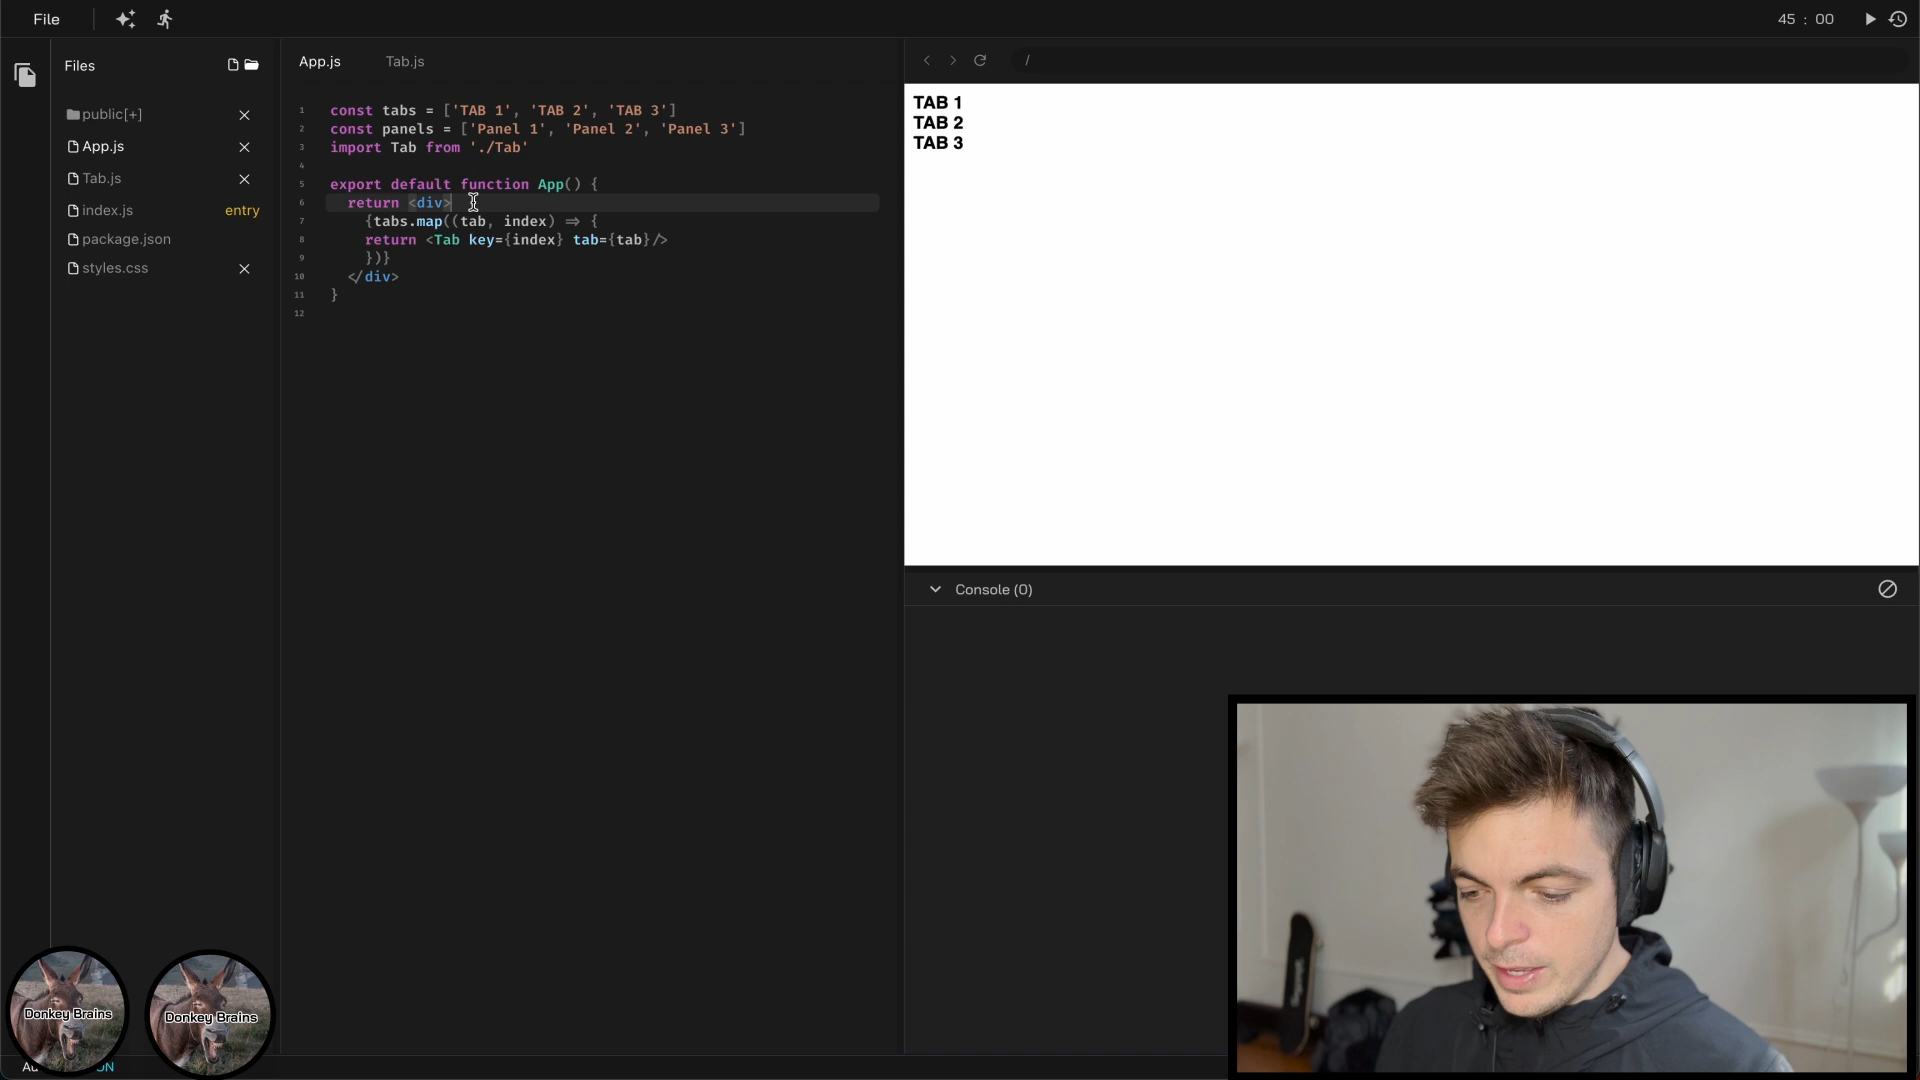 File
45 : 00
Files
public[+]
App.js
Tab.js
index.js
entry
package.json
styles.css
App.js
Tab.js
1 const tabs = ['TAB 1', 'TAB 2', 'TAB 3']
2 const panels = ['Panel 1', 'Panel 2', 'Panel 3']
3 import Tab from './Tab'
4
5 export default function App() {
6 return <div>
7 {tabs.map((tab, index) => {
8 return <Tab key={index} tab={tab}/>
9 })}
10 </div>
11 }
12
/
TAB 1
TAB 2
TAB 3
Console (0)
Donkey Brains
Donkey Brains
ON